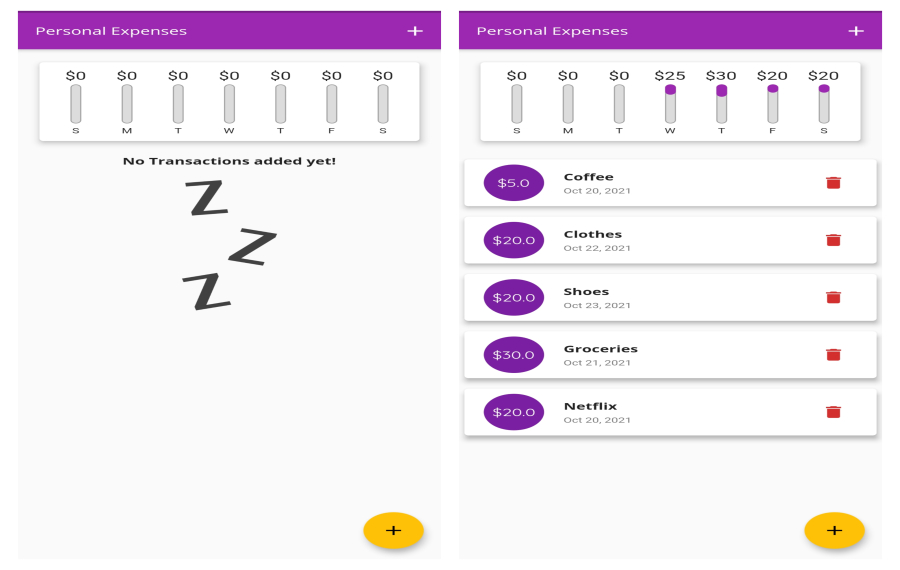 Personal Expenses +
$0 $0 $0 $0 $0 $0 $0
S M T W T F S
No Transactions added yet!
Z
Z
Z
+
Personal Expenses +
$0 $0 $0 $25 $30 $20 $20
S M T W T F S
$5.0 Coffee
Oct 20, 2021
$20.0 Clothes
Oct 22, 2021
$20.0 Shoes
Oct 23, 2021
$30.0 Groceries
Oct 21, 2021
$20.0 Netflix
Oct 20, 2021
+